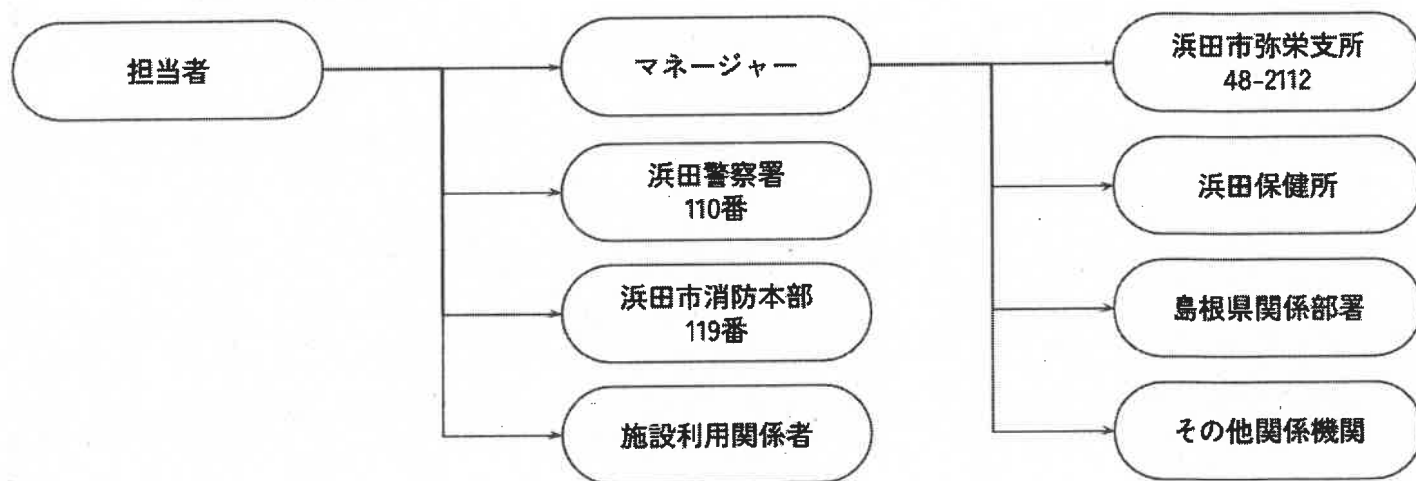 担当者
マネージャー
浜田警察署
110番
浜田市消防本部
119番
施設利用関係者
浜田市弥栄支所
48-2112
浜田保健所
島根県関係部署
その他関係機関